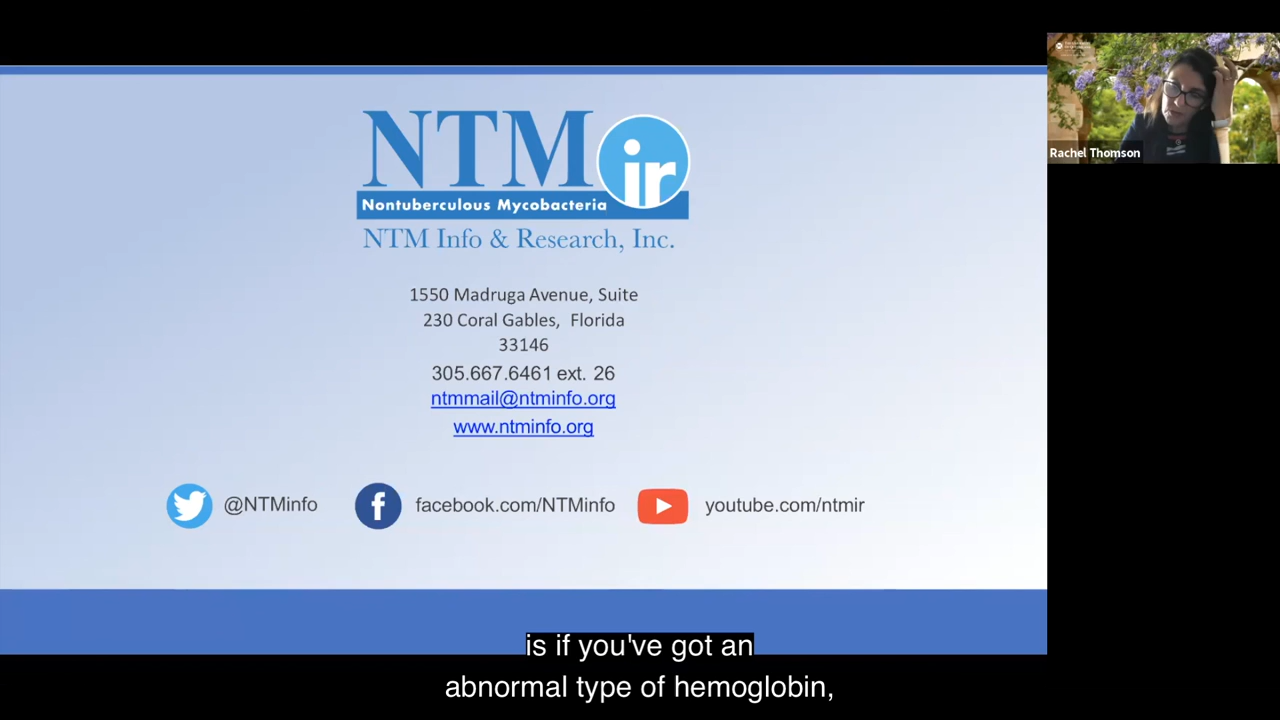 NTM
ir
Nontuberculous Mycobacteria
NTM Info & Research, Inc.
1550 Madruga Avenue, Suite
230 Coral Gables, Florida
33146
305.667.6461 ext. 26
ntmmail@ntminfo.org
www.ntminfo.org
@NTMinfo
facebook.com/NTMinfo
youtube.com/ntmir
Rachel Thomson
is if you've got an
abnormal type of hemoglobin,